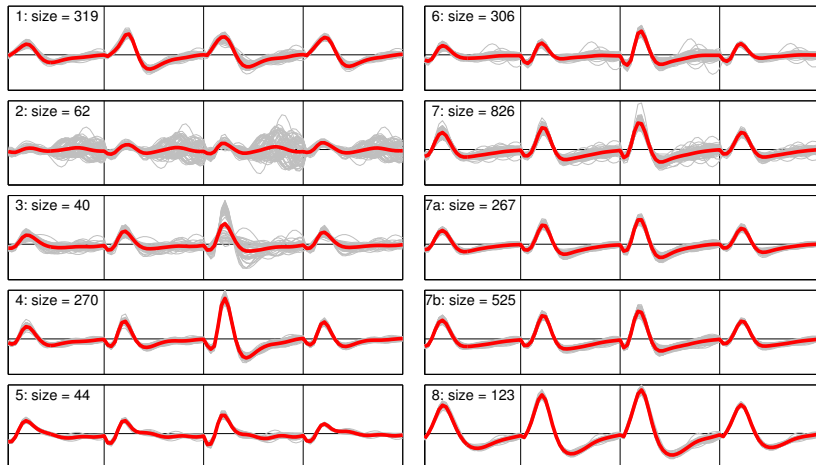 1: size = 319
2: size = 62
3: size = 40
4: size = 270
5: size = 44
6: size = 306
7: size = 826
7a: size = 267
7b: size = 525
8: size = 123